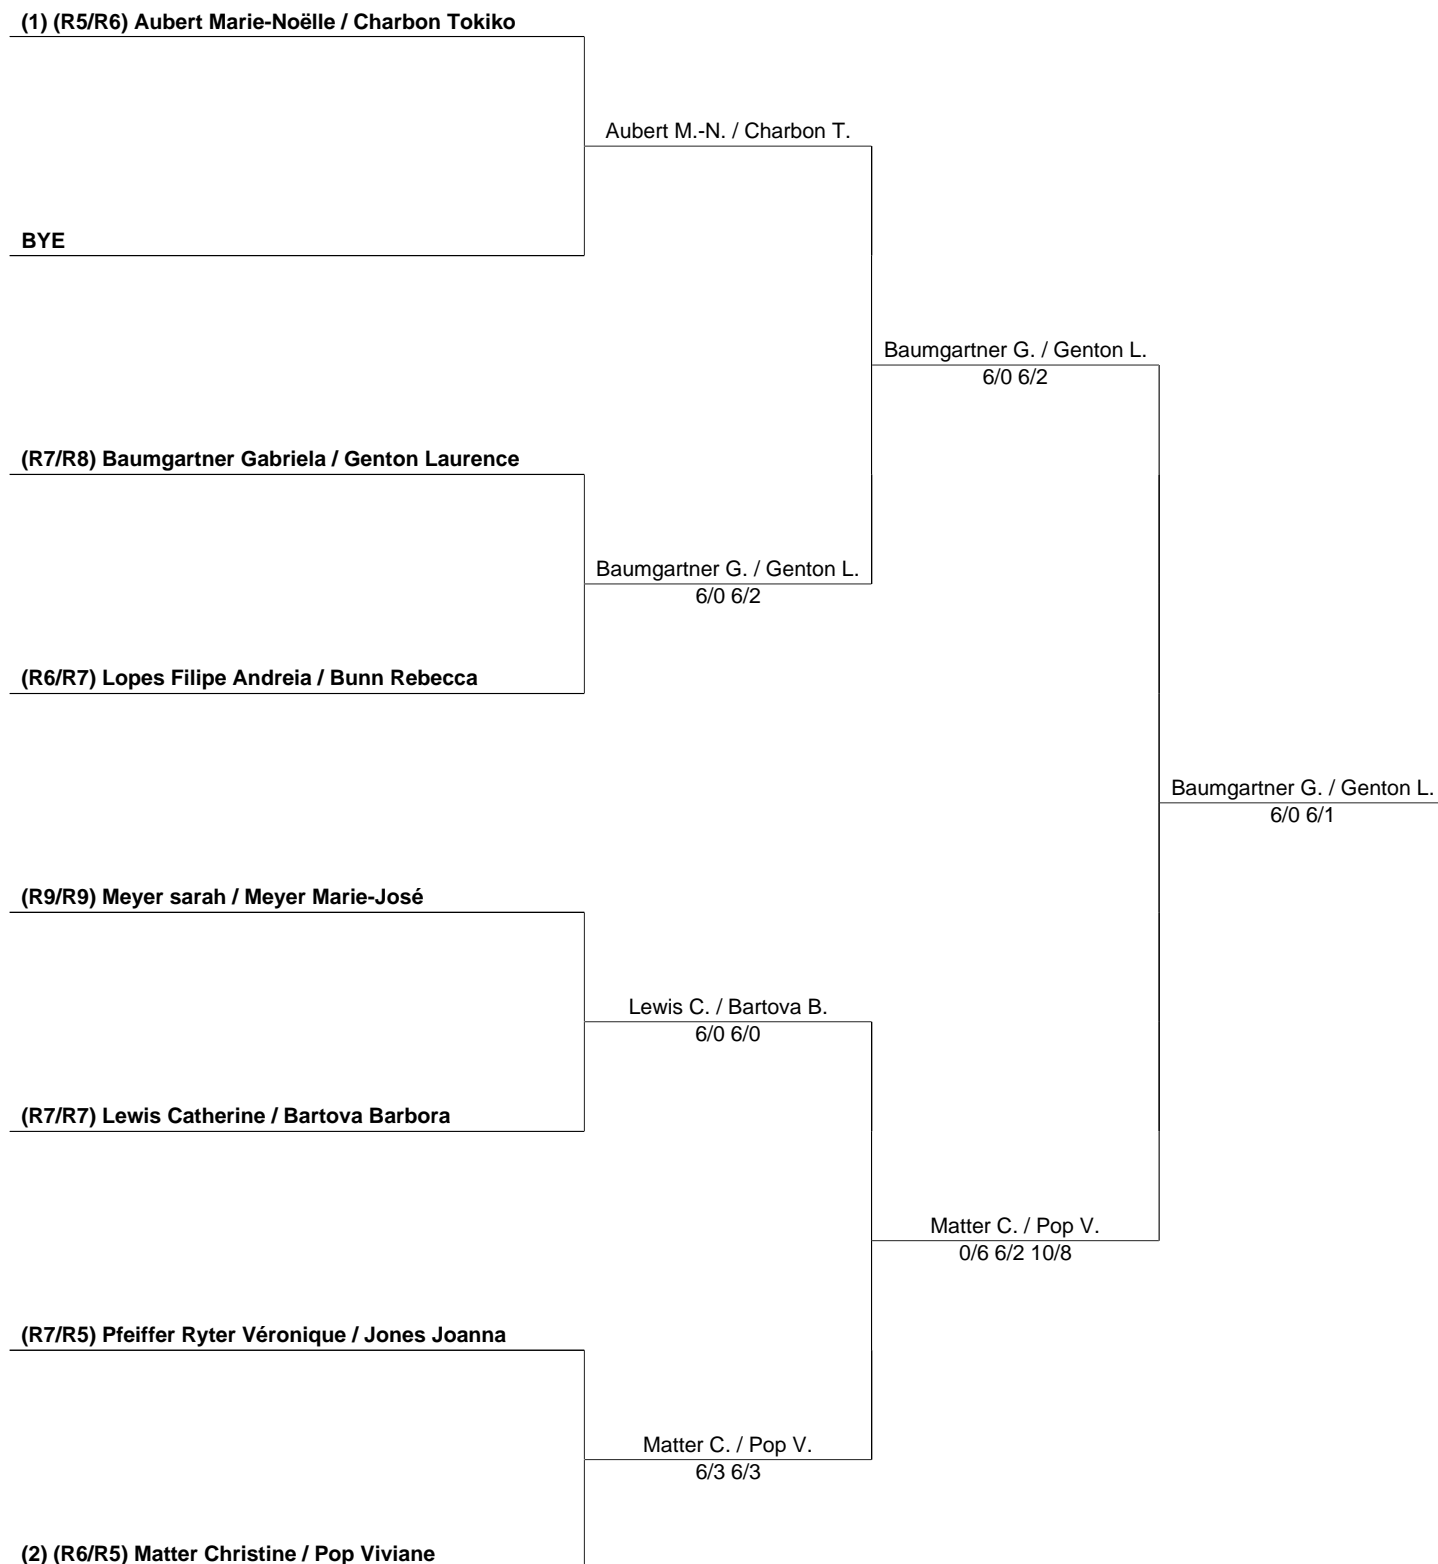 (1) (R5/R6) Aubert Marie-Noëlle / Charbon Tokiko
Aubert M.-N. / Charbon T.
BYE
Baumgartner G. / Genton L.
6/0 6/2
(R7/R8) Baumgartner Gabriela / Genton Laurence
Baumgartner G. / Genton L.
6/0 6/2
(R6/R7) Lopes Filipe Andreia / Bunn Rebecca
Baumgartner G. / Genton L.
6/0 6/1
(R9/R9) Meyer sarah / Meyer Marie-José
Lewis C. / Bartova B.
6/0 6/0
(R7/R7) Lewis Catherine / Bartova Barbora
Matter C. / Pop V.
0/6 6/2 10/8
(R7/R5) Pfeiffer Ryter Véronique / Jones Joanna
Matter C. / Pop V.
6/3 6/3
(2) (R6/R5) Matter Christine / Pop Viviane